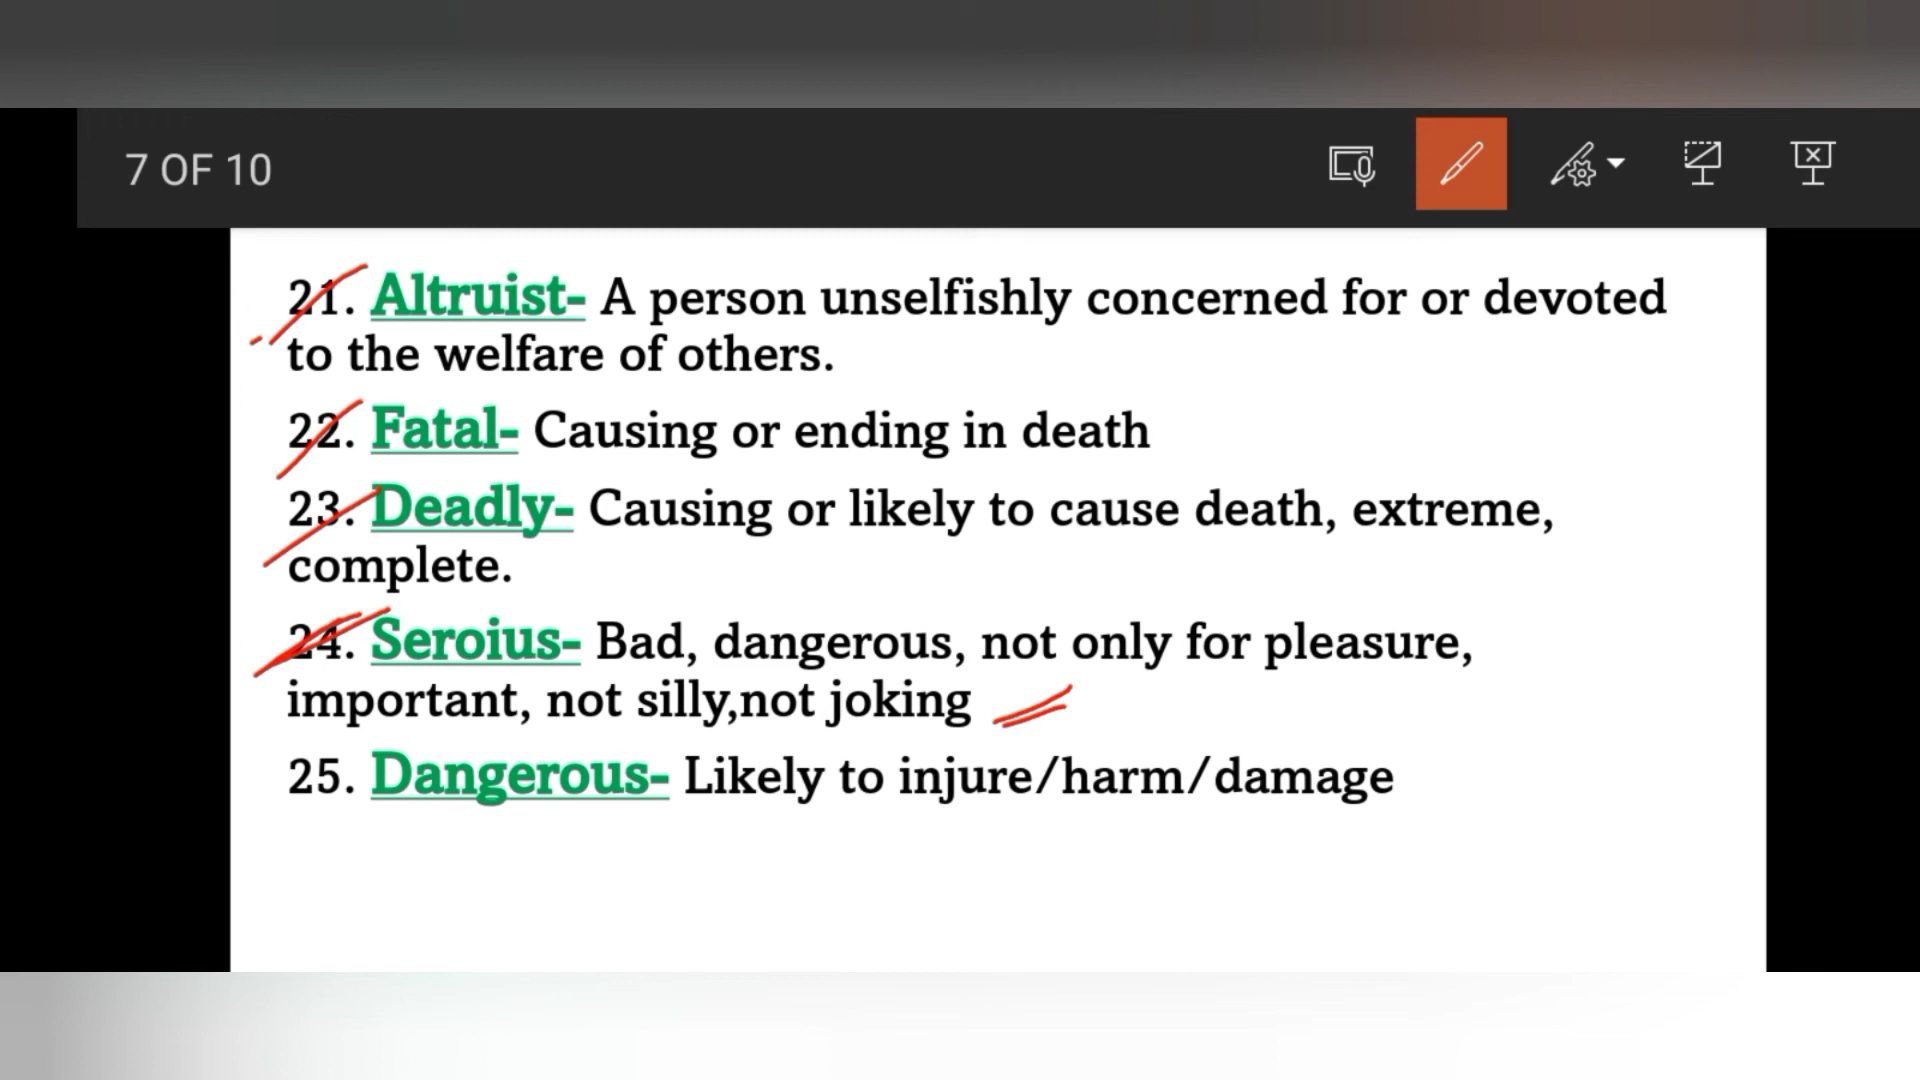 7 OF 10
21. Altruist- A person unselfishly concerned for or devoted
to the welfare of others.
22. Fatal- Causing or ending in death
23. Deadly- Causing or likely to cause death, extreme,
complete.
24. Seroius- Bad, dangerous, not only for pleasure,
important, not silly,not joking
25. Dangerous- Likely to injure/harm/damage